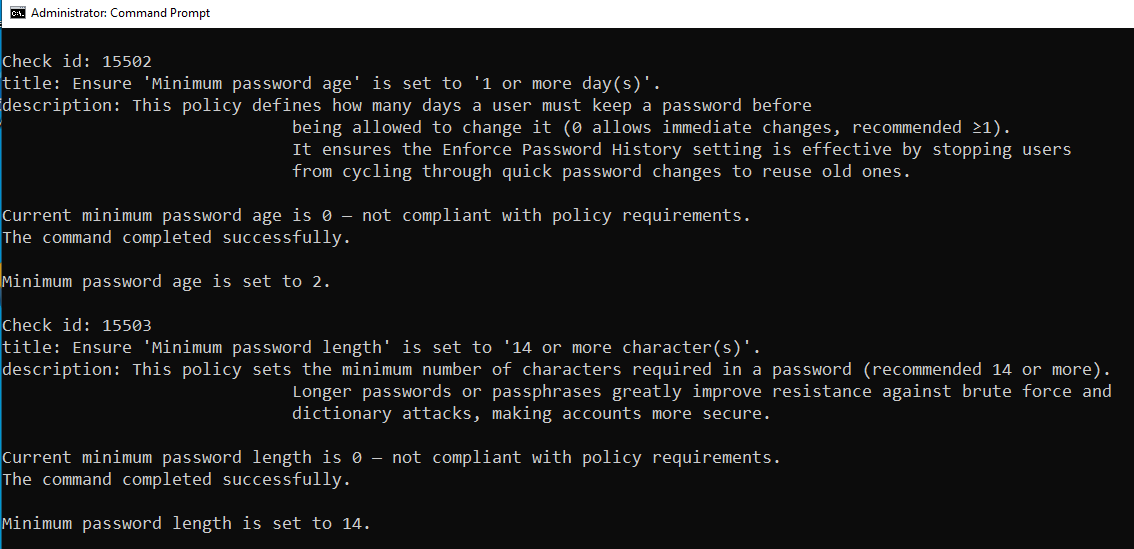 Administrator: Command Prompt
Check id: 15502
title: Ensure 'Minimum password age' is set to '1 or more day(s)'.
description: This policy defines how many days a user must keep a password before
being allowed to change it (0 allows immediate changes, recommended ≥1).
It ensures the Enforce Password History setting is effective by stopping users
from cycling through quick password changes to reuse old ones.
Current minimum password age is 0 — not compliant with policy requirements.
The command completed successfully.
Minimum password age is set to 2.
Check id: 15503
title: Ensure 'Minimum password length' is set to '14 or more character(s)'.
description: This policy sets the minimum number of characters required in a password (recommended 14 or more).
Longer passwords or passphrases greatly improve resistance against brute force and
dictionary attacks, making accounts more secure.
Current minimum password length is 0 — not compliant with policy requirements.
The command completed successfully.
Minimum password length is set to 14.